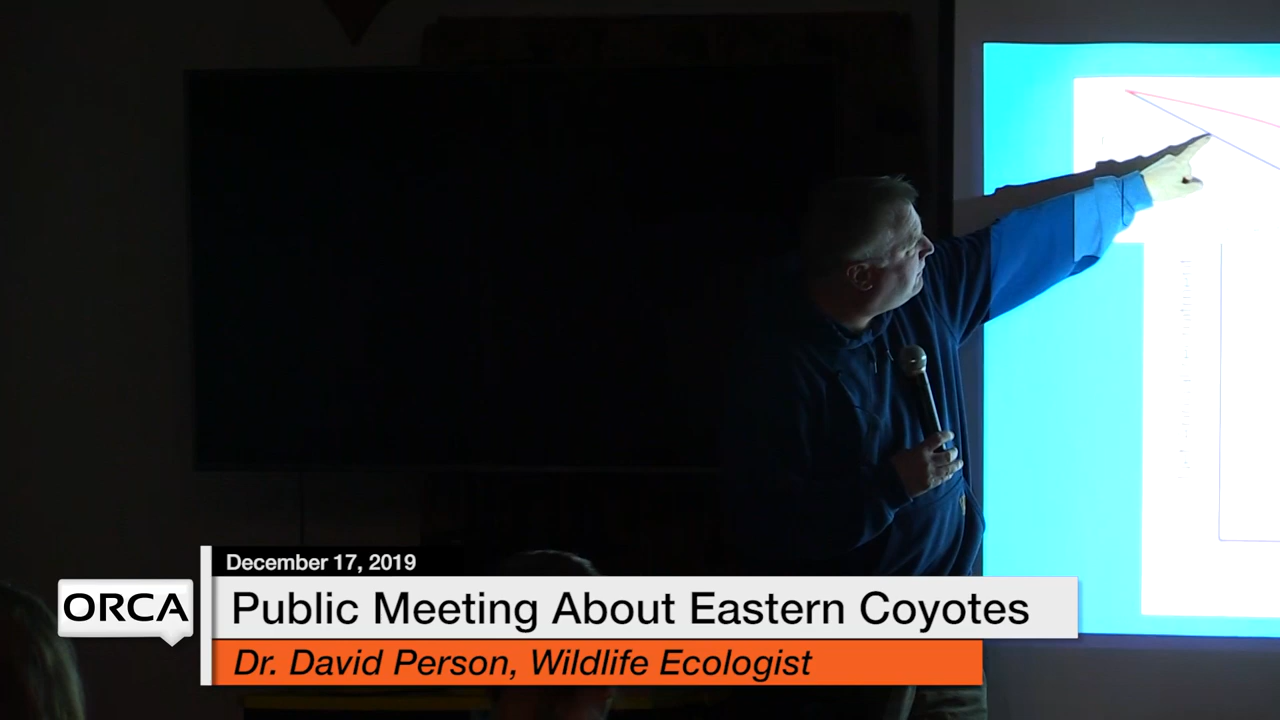 December 17, 2019
ORCA
Public Meeting About Eastern Coyotes
Dr. David Person, Wildlife Ecologist